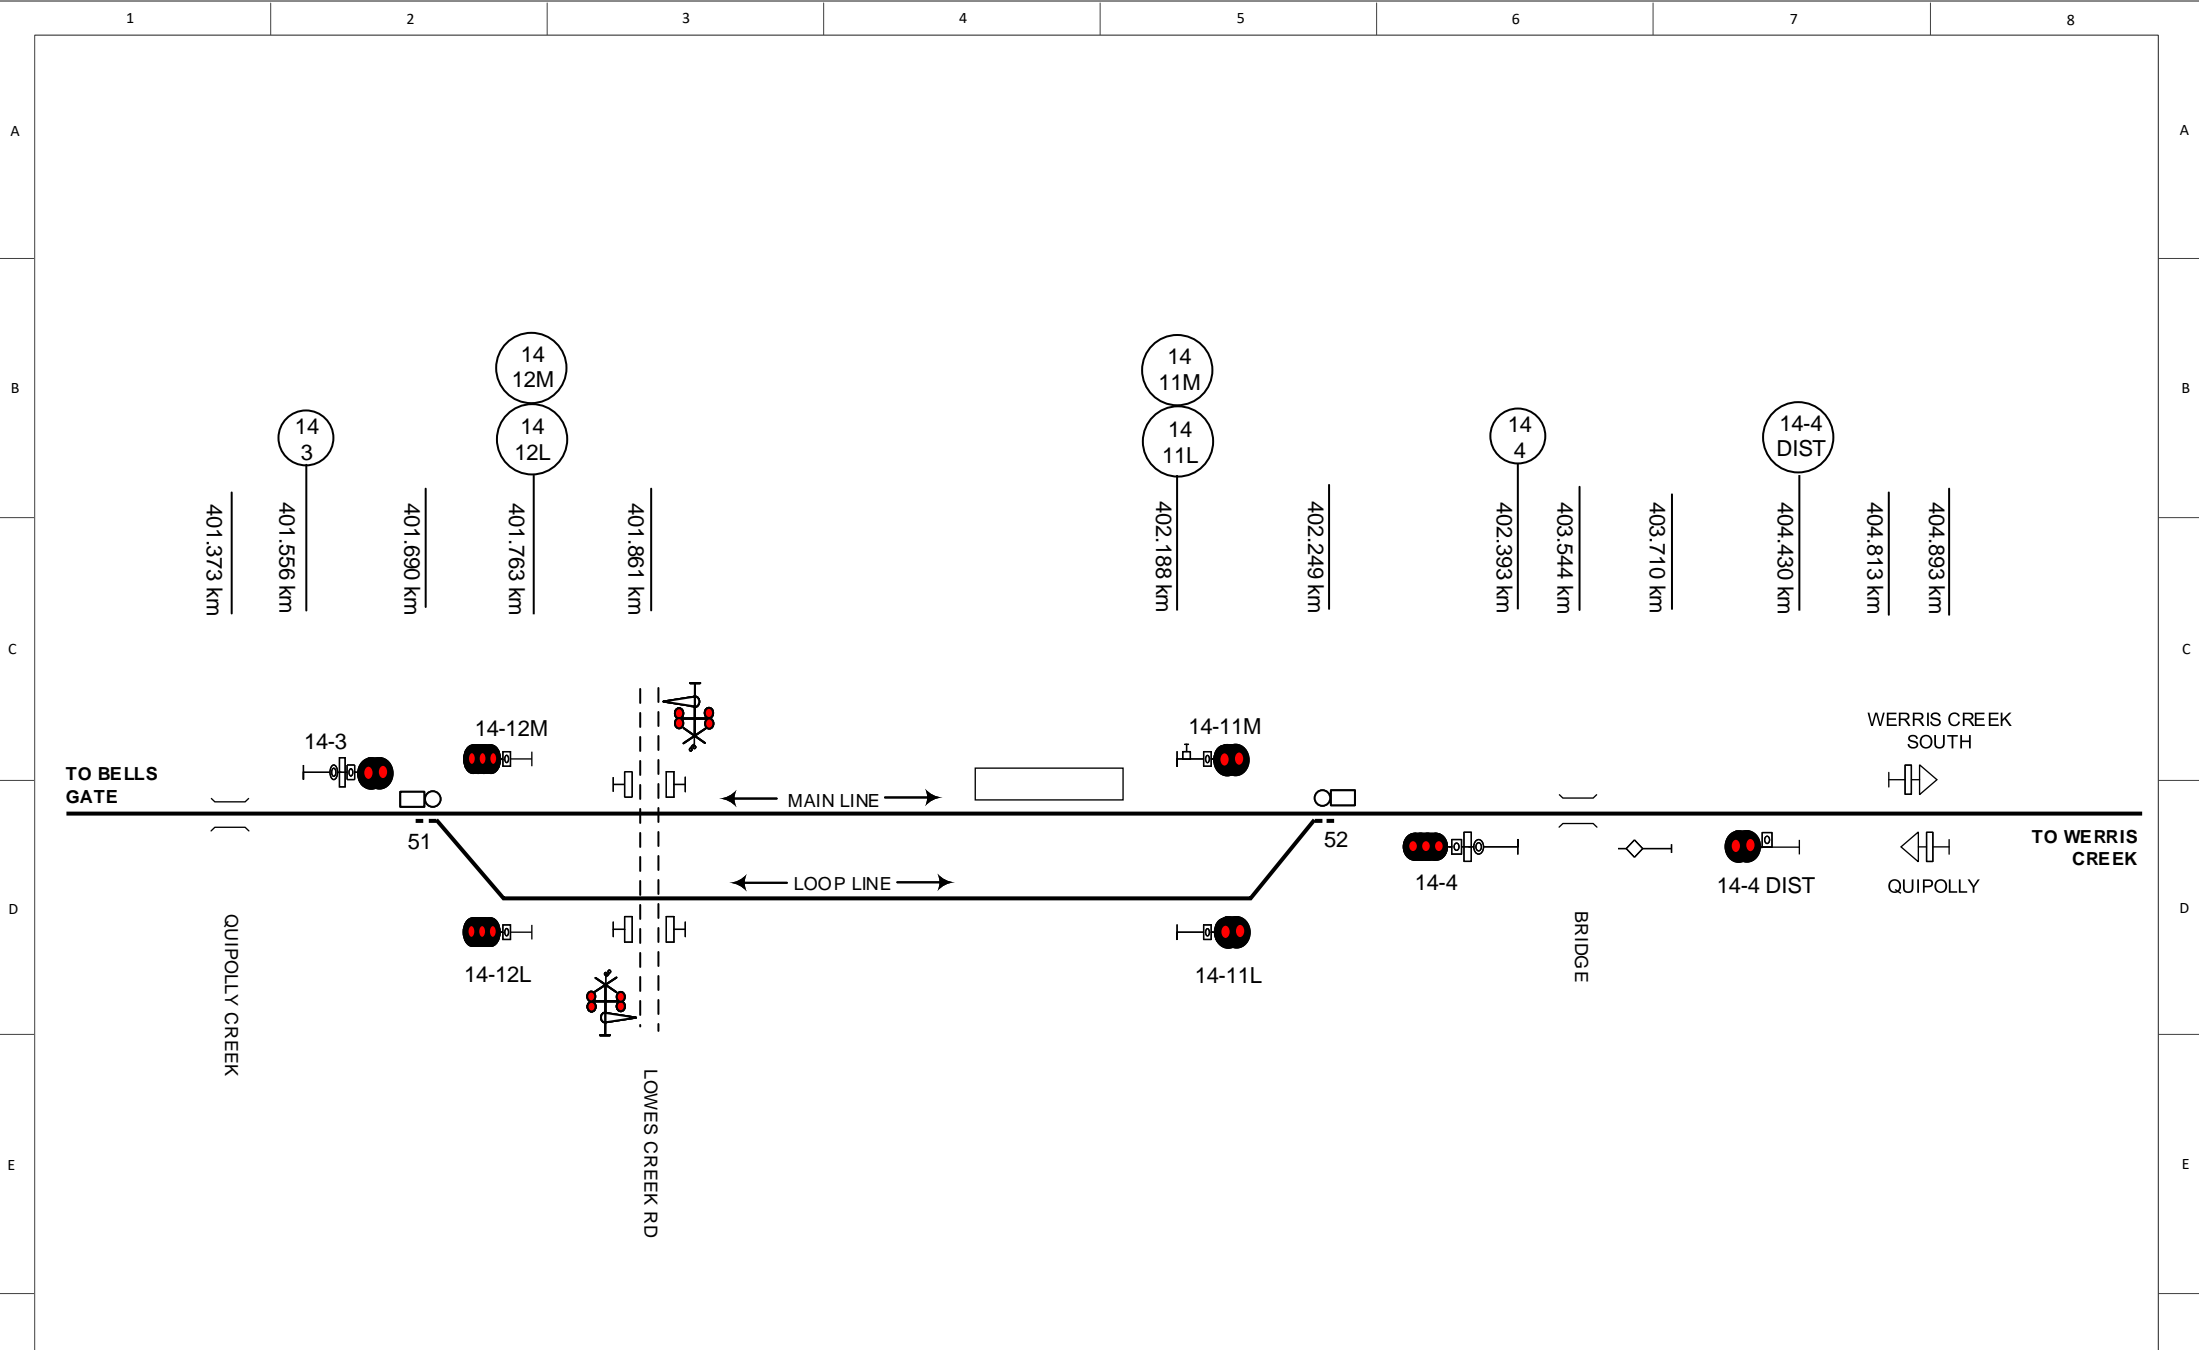 1 2 3 4 5 6 7 8
A A
14
12M
14
11M
B B
14
3
14
12L
14
11L
14
4
14-4
DIST
401.373 km
401.556 km
401.690 km
401.763 km
401.861 km
402.188 km
402.249 km
402.393 km
403.544 km
403.710 km
404.430 km
404.813 km
404.893 km
C C
14-3
14-12M
14-11M
WERRIS CREEK
SOUTH
TO BELLS
GATE
MAIN LINE
51
52
TO WERRIS
CREEK
LOOP LINE
14-4
14-4 DIST
QUIPOLLY
D D
14-12L
14-11L
QUIPOLLY CREEK
BRIDGE
LOWES CREEK RD
E E